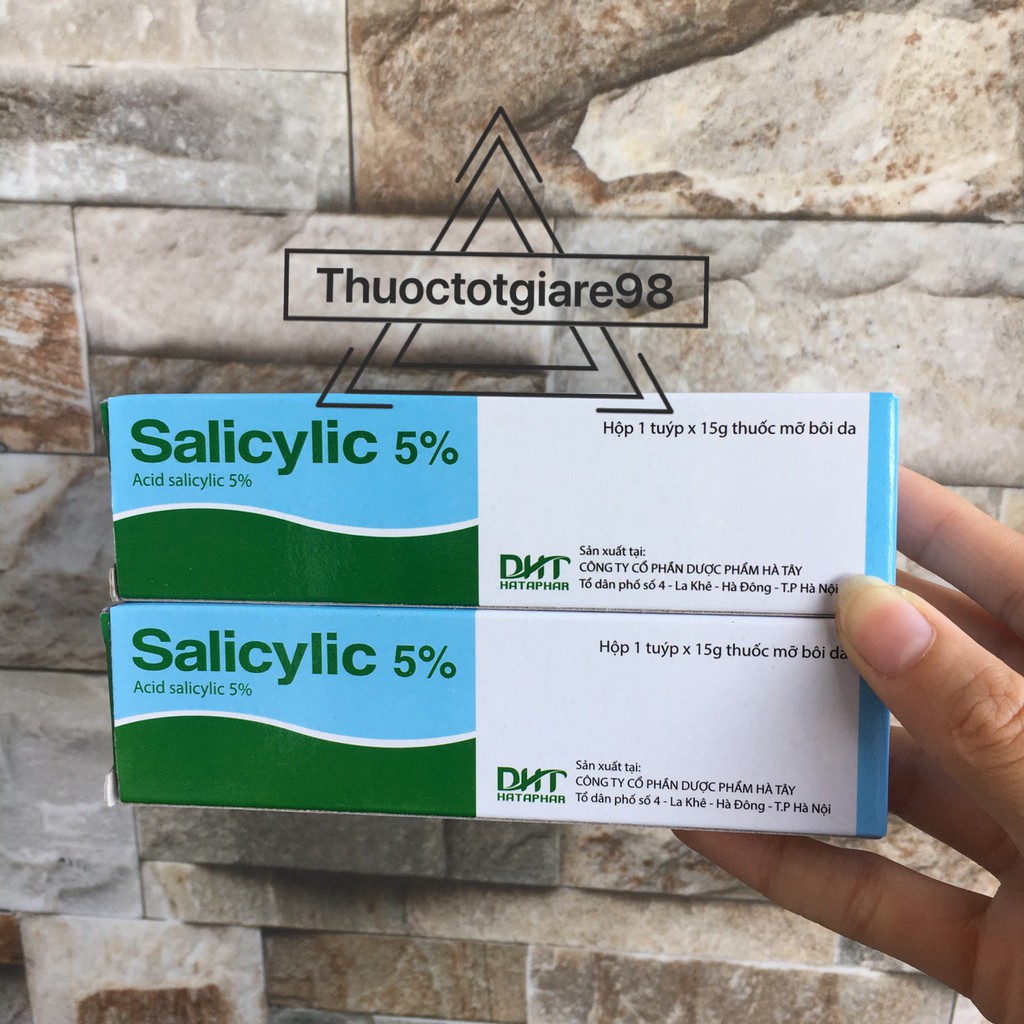 Thuoctotgiare98
Salicylic 5%
Acid salicylic 5%
Hộp 1 tuýp x 15g thuốc mỡ bôi da
DHT
HATAPHAR
Sản xuất tại:
CÔNG TY CỔ PHẦN DƯỢC PHẨM HÀ TÂY
Tổ dân phố số 4 - La Khê - Hà Đông - T.P Hà Nội
Salicylic 5%
Acid salicylic 5%
Hộp 1 tuýp x 15g thuốc mỡ bôi da
DHT
HATAPHAR
Sản xuất tại:
CÔNG TY CỔ PHẦN DƯỢC PHẨM HÀ TÂY
Tổ dân phố số 4 - La Khê - Hà Đông - T.P Hà Nội